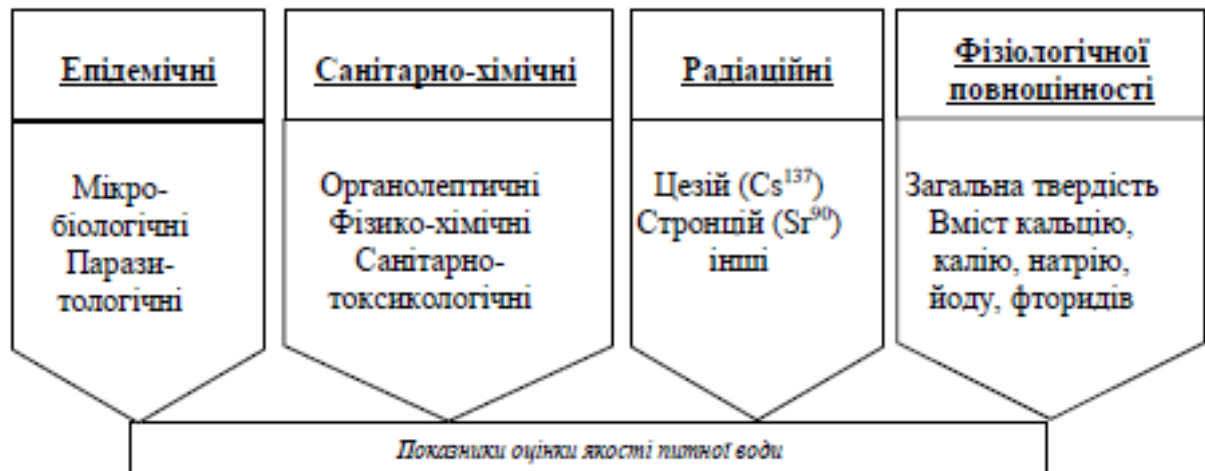 Епідемічні
Мікро-
біологічні
Парази-
тологічні
Санітарно-хімічні
Органолептичні
Фізико-хімічні
Санітарно-
токсикологічні
Радіаційні
Цезій (Cs¹³⁷)
Стронцій (Sr⁹⁰)
інші
Фізіологічної
повноцінності
Загальна твердість
Вміст кальцію,
калію, натрію,
йоду, фторидів
Показники оцінки якості питної води